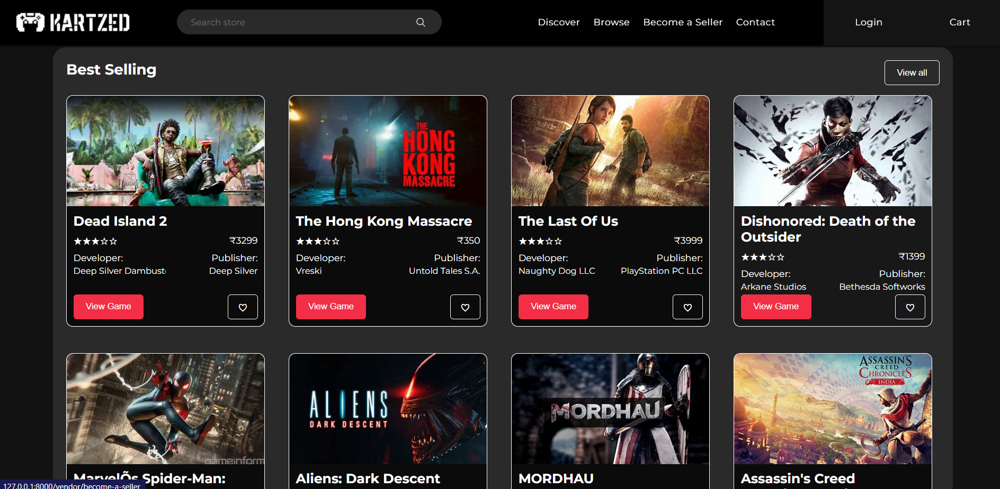 KARTZED
Search store
Discover Browse Become a Seller Contact
Login
Cart
Best Selling
View all
THE
HONG
KONG
MASSACRE
Dead Island 2
₹3299
Developer: Publisher:
Deep Silver Dambust Deep Silver
View Game
The Hong Kong Massacre
₹350
Developer: Publisher:
Vreski Untold Tales S.A.
View Game
The Last Of Us
₹3999
Developer: Publisher:
Naughty Dog LLC PlayStation PC LLC
View Game
Dishonored: Death of the
Outsider
₹1399
Developer: Publisher:
Arkane Studios Bethesda Softworks
View Game
gameinform
MarvelÕs Spider-Man:
ALIENS
DARK DESCENT
Aliens: Dark Descent
MORDHAU
MORDHAU
ASSASSIN'S
CREED
CHRONICLES
INDIA
Assassin's Creed
127.0.0.1:8000/vendor/become-a-seller